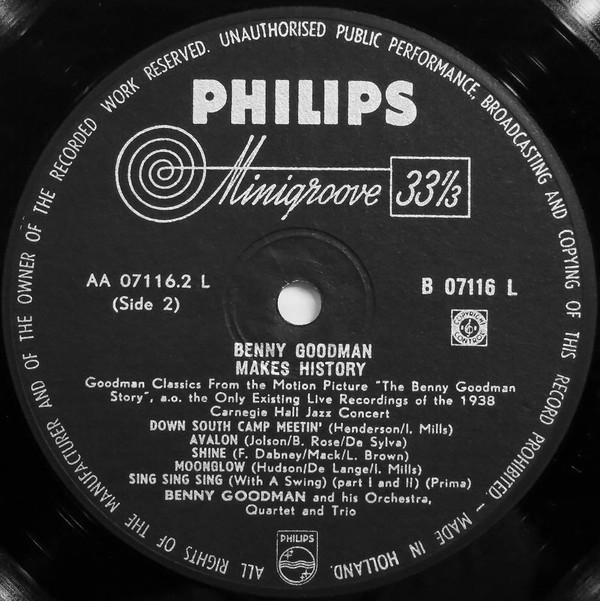 ALL RIGHTS OF THE MANUFACTURER AND OF THE OWNER OF THE RECORDED WORK RESERVED. UNAUTHORISED PUBLIC PERFORMANCE, BROADCASTING AND COPYING OF THIS RECORD PROHIBITED. – MADE IN HOLLAND.
PHILIPS
Minigroove 33⅓
AA 07116.2 L
(Side 2)
B 07116 L
COPYRIGHT
CONTROL
BENNY GOODMAN
MAKES HISTORY
Goodman Classics From the Motion Picture "The Benny Goodman
Story", a.o. the Only Existing Live Recordings of the 1938
Carnegie Hall Jazz Concert
DOWN SOUTH CAMP MEETIN' (Henderson/I. Mills)
AVALON (Jolson/B. Rose/De Sylva)
SHINE (F. Dabney/Mack/L. Brown)
MOONGLOW (Hudson/De Lange/I. Mills)
SING SING SING (With A Swing) (part I and II) (Prima)
BENNY GOODMAN and his Orchestra,
Quartet and Trio
PHILIPS